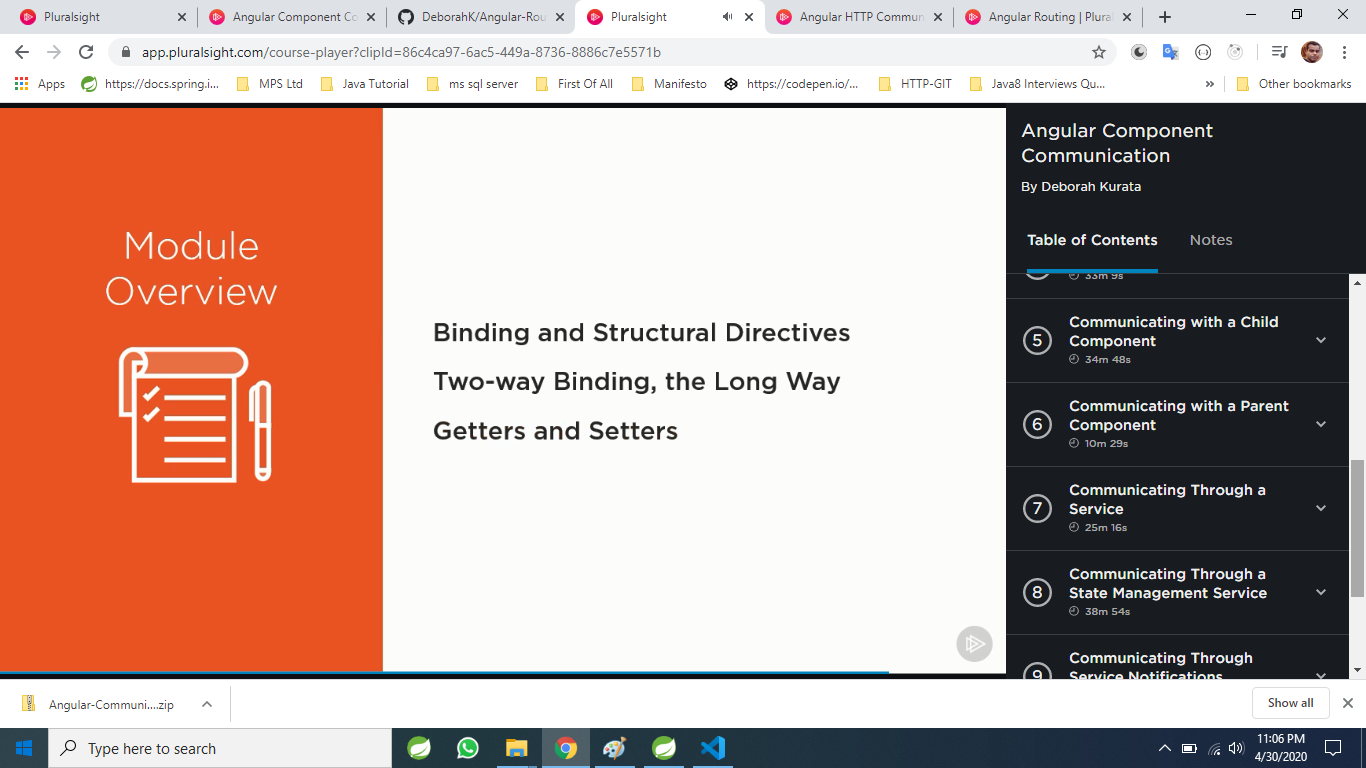 Pluralsight
Angular Component Co
DeborahK/Angular-Rou
Pluralsight
Angular HTTP Commun
Angular Routing | Plural
app.pluralsight.com/course-player?clipId=86c4ca97-6ac5-449a-8736-8886c7e5571b
Apps
https://docs.spring.i...
MPS Ltd
Java Tutorial
ms sql server
First Of All
Manifesto
https://codepen.io/...
HTTP-GIT
Java8 Interviews Qu...
»
Other bookmarks
Module
Overview
Binding and Structural Directives
Two-way Binding, the Long Way
Getters and Setters
Angular Component
Communication
By Deborah Kurata
Table of Contents
Notes
33m 9s
5
Communicating with a Child
Component
34m 48s
6
Communicating with a Parent
Component
10m 29s
7
Communicating Through a
Service
25m 16s
8
Communicating Through a
State Management Service
38m 54s
9
Communicating Through
Service Notifications
Angular-Communi....zip
Show all
Type here to search
11:06 PM
4/30/2020